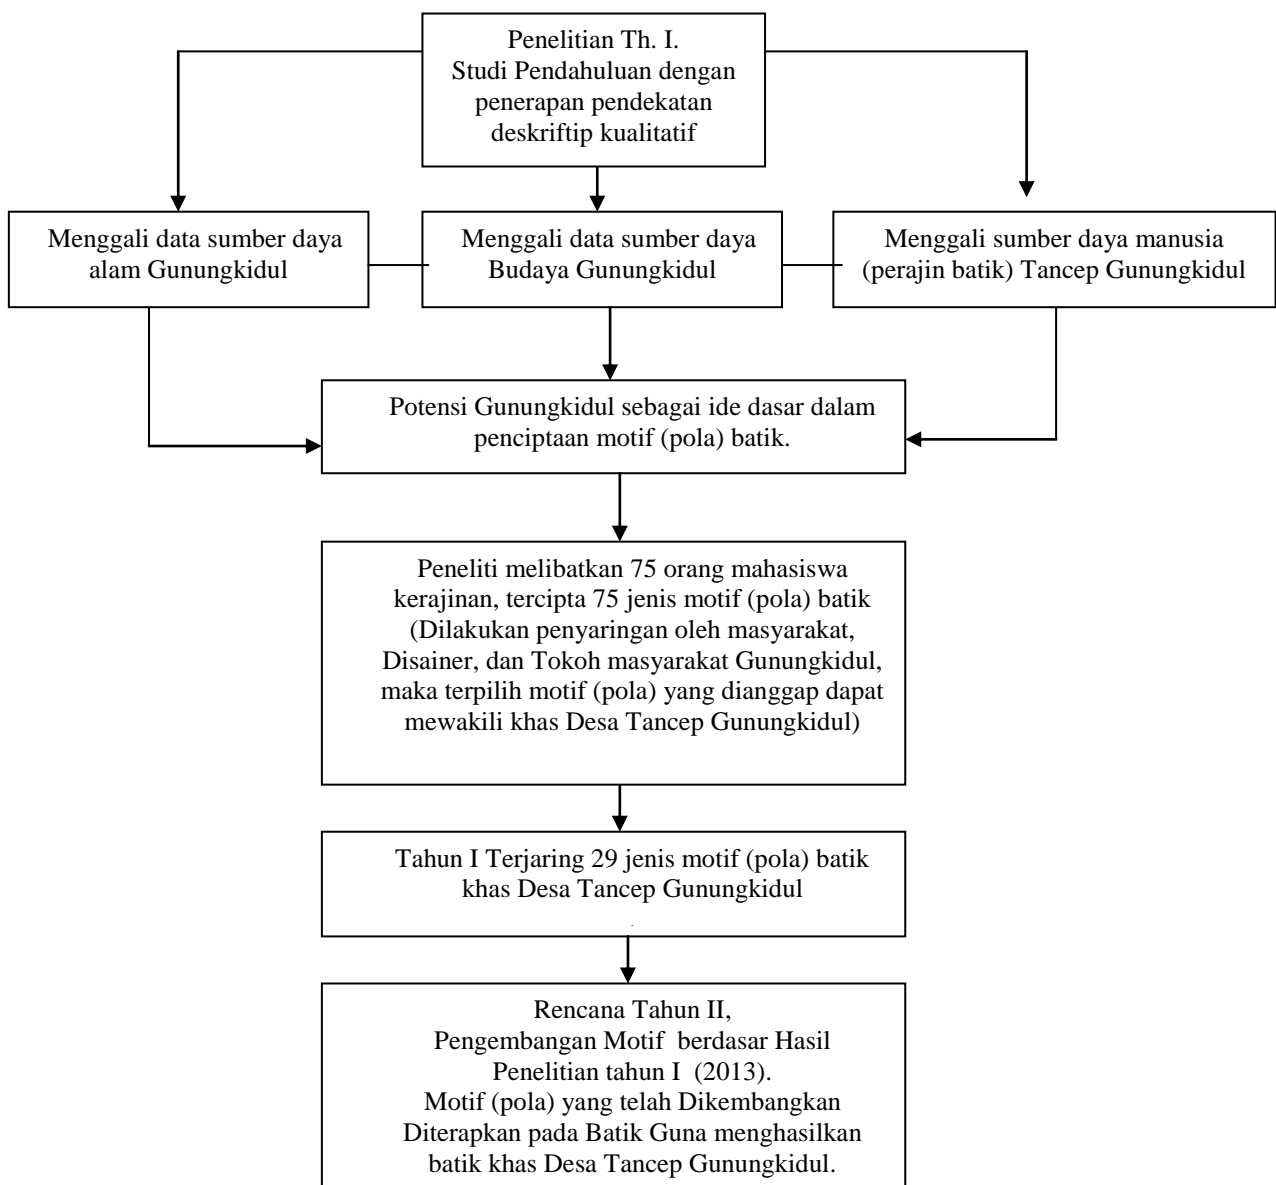 Penelitian Th. I.
Studi Pendahuluan dengan
penerapan pendekatan
deskriftip kualitatif
Menggali data sumber daya
alam Gunungkidul
Menggali data sumber daya
Budaya Gunungkidul
Menggali sumber daya manusia
(perajin batik) Tancep Gunungkidul
Potensi Gunungkidul sebagai ide dasar dalam
penciptaan motif (pola) batik.
Peneliti melibatkan 75 orang mahasiswa
kerajinan, tercipta 75 jenis motif (pola) batik
(Dilakukan penyaringan oleh masyarakat,
Disainer, dan Tokoh masyarakat Gunungkidul,
maka terpilih motif (pola) yang dianggap dapat
mewakili khas Desa Tancep Gunungkidul)
Tahun I Terjaring 29 jenis motif (pola) batik
khas Desa Tancep Gunungkidul
.
Rencana Tahun II,
Pengembangan Motif berdasar Hasil
Penelitian tahun I (2013).
Motif (pola) yang telah Dikembangkan
Diterapkan pada Batik Guna menghasilkan
batik khas Desa Tancep Gunungkidul.